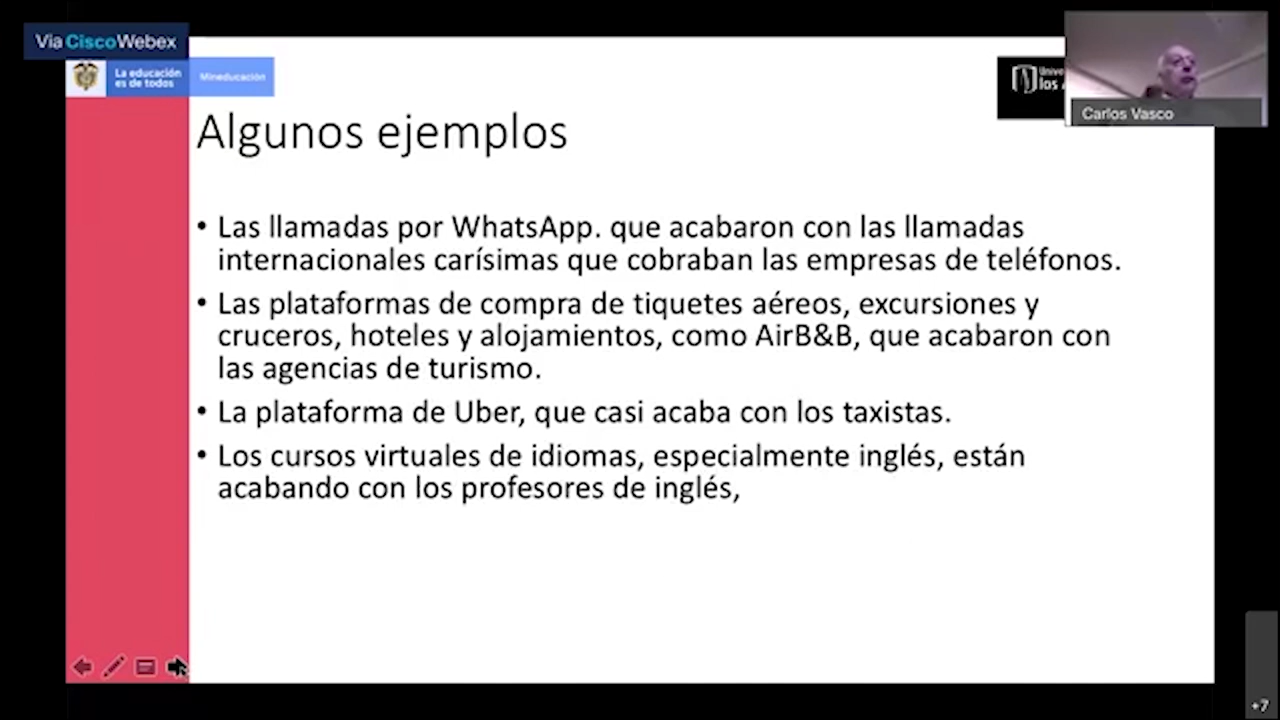 Vía CiscoWebex
La educación
es de todos
Mineducación
Unive
los
Carlos Vasco
Algunos ejemplos
• Las llamadas por WhatsApp. que acabaron con las llamadas
internacionales carísimas que cobraban las empresas de teléfonos.
• Las plataformas de compra de tiquetes aéreos, excursiones y
cruceros, hoteles y alojamientos, como AirB&B, que acabaron con
las agencias de turismo.
• La plataforma de Uber, que casi acaba con los taxistas.
• Los cursos virtuales de idiomas, especialmente inglés, están
acabando con los profesores de inglés,
+7